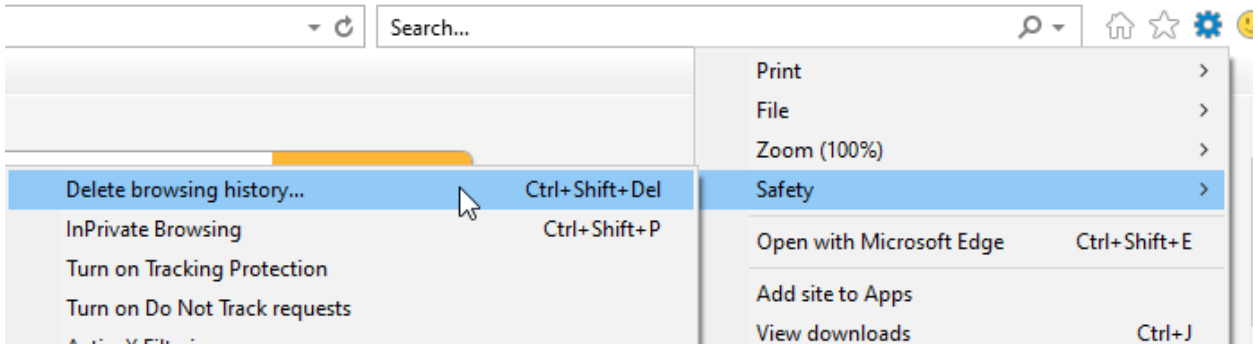 Search...
Print
File
Zoom (100%)
Safety
Open with Microsoft Edge Ctrl+Shift+E
Add site to Apps
View downloads Ctrl+J
Delete browsing history... Ctrl+Shift+Del
InPrivate Browsing Ctrl+Shift+P
Turn on Tracking Protection
Turn on Do Not Track requests